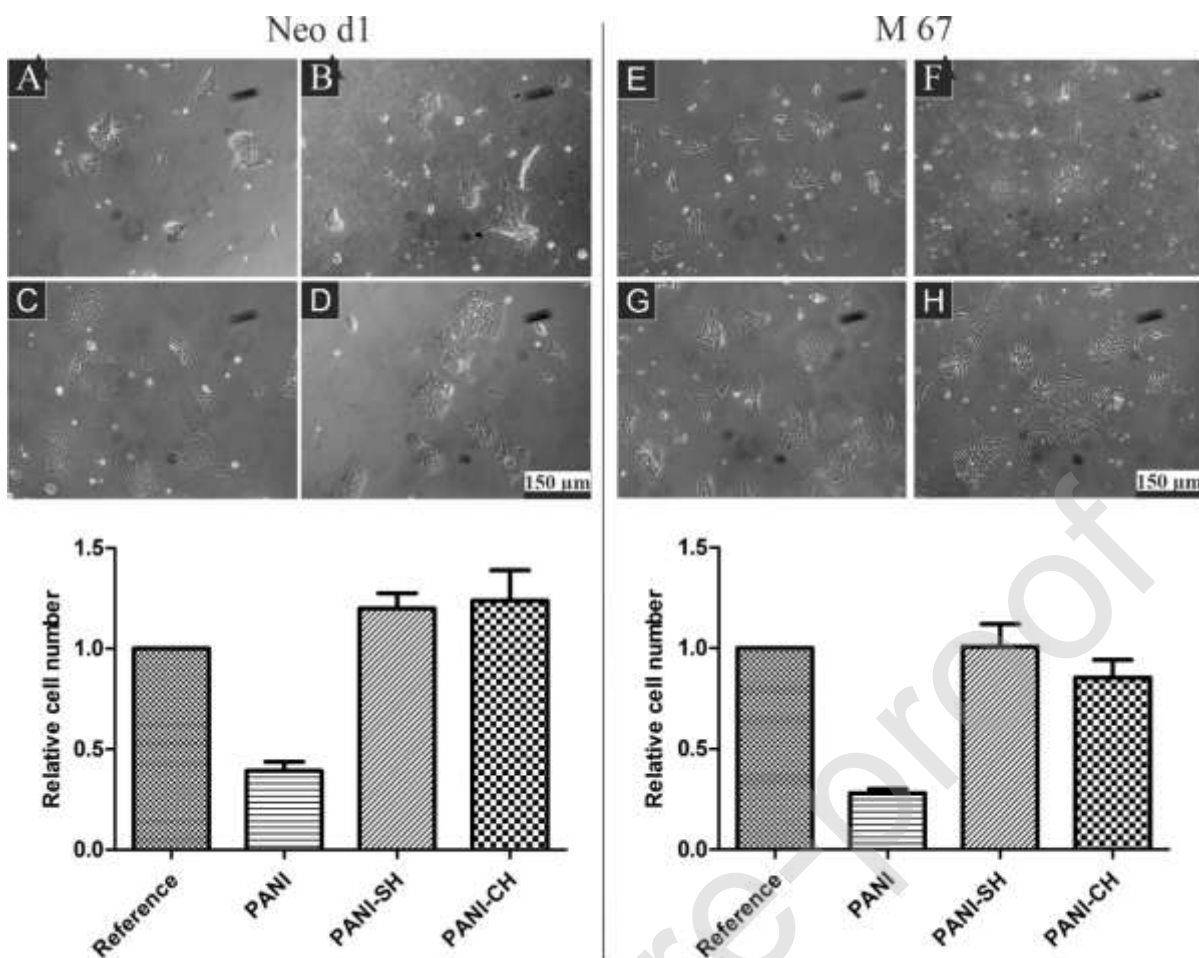 Neo d1
M 67
A
B
E
F
C
D
G
H
150 µm
150 µm
Relative cell number
1.5
1.0
0.5
0.0
Reference
PANI
PANI-SH
PANI-CH
Relative cell number
1.5
1.0
0.5
0.0
Reference
PANI
PANI-SH
PANI-CH
re-proof